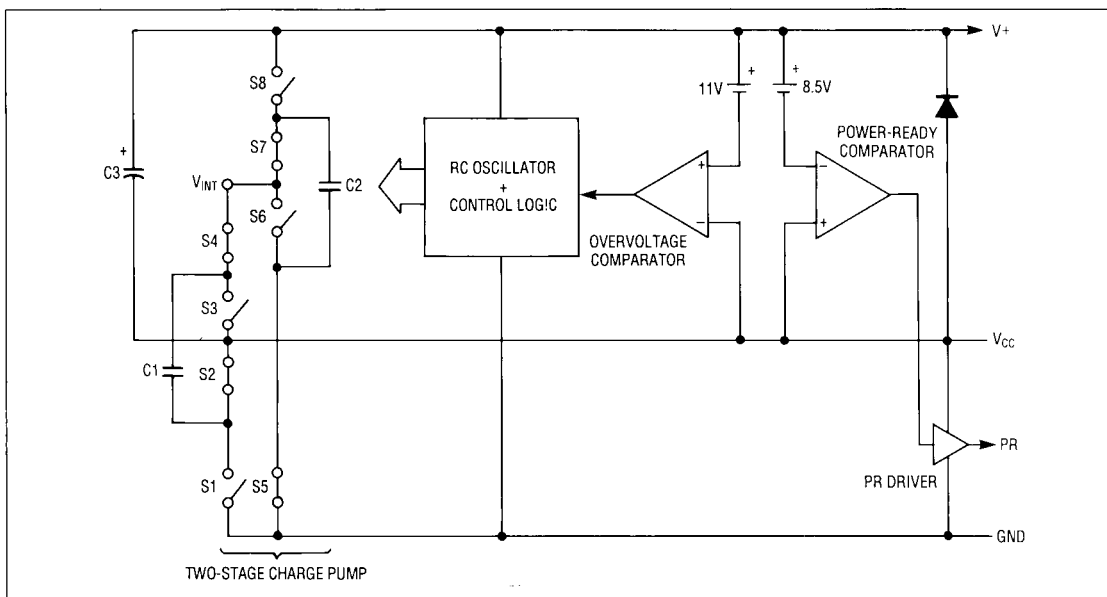 V+
S8
11V
+
+
8.5V
POWER-READY
COMPARATOR
S7
+
C3
VINT
C2
RC OSCILLATOR
+
CONTROL LOGIC
+
−
−
+
S6
OVERVOLTAGE
COMPARATOR
S4
S3
VCC
C1
S2
PR
PR DRIVER
S1
S5
GND
TWO-STAGE CHARGE PUMP